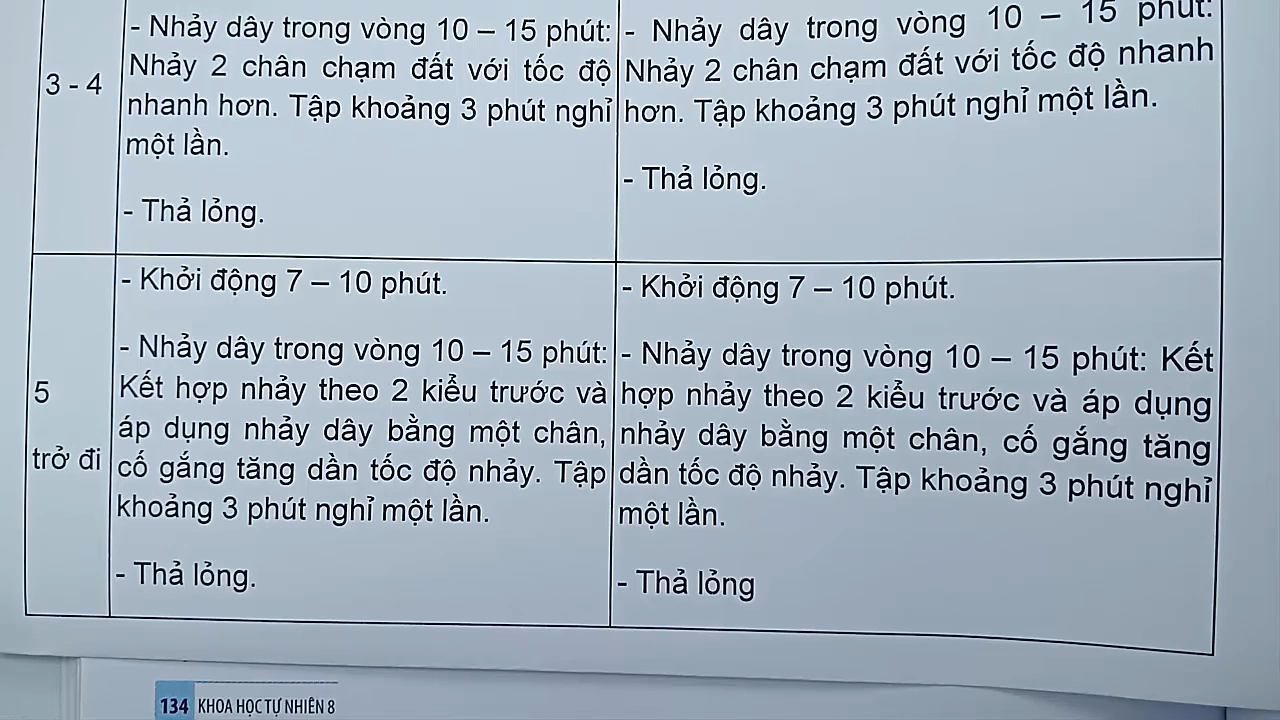 3 - 4
- Nhảy dây trong vòng 10 – 15 phút:
Nhảy 2 chân chạm đất với tốc độ
nhanh hơn. Tập khoảng 3 phút nghỉ
một lần.
- Thả lỏng.
- Nhảy dây trong vòng 10 – 15 phút:
Nhảy 2 chân chạm đất với tốc độ nhanh
hơn. Tập khoảng 3 phút nghỉ một lần.
- Thả lỏng.
5
trở đi
- Khởi động 7 – 10 phút.
- Nhảy dây trong vòng 10 – 15 phút:
Kết hợp nhảy theo 2 kiểu trước và
áp dụng nhảy dây bằng một chân,
cố gắng tăng dần tốc độ nhảy. Tập
khoảng 3 phút nghỉ một lần.
- Thả lỏng.
- Khởi động 7 – 10 phút.
- Nhảy dây trong vòng 10 – 15 phút: Kết
hợp nhảy theo 2 kiểu trước và áp dụng
nhảy dây bằng một chân, cố gắng tăng
dần tốc độ nhảy. Tập khoảng 3 phút nghỉ
một lần.
- Thả lỏng
134 KHOA HỌC TỰ NHIÊN 8